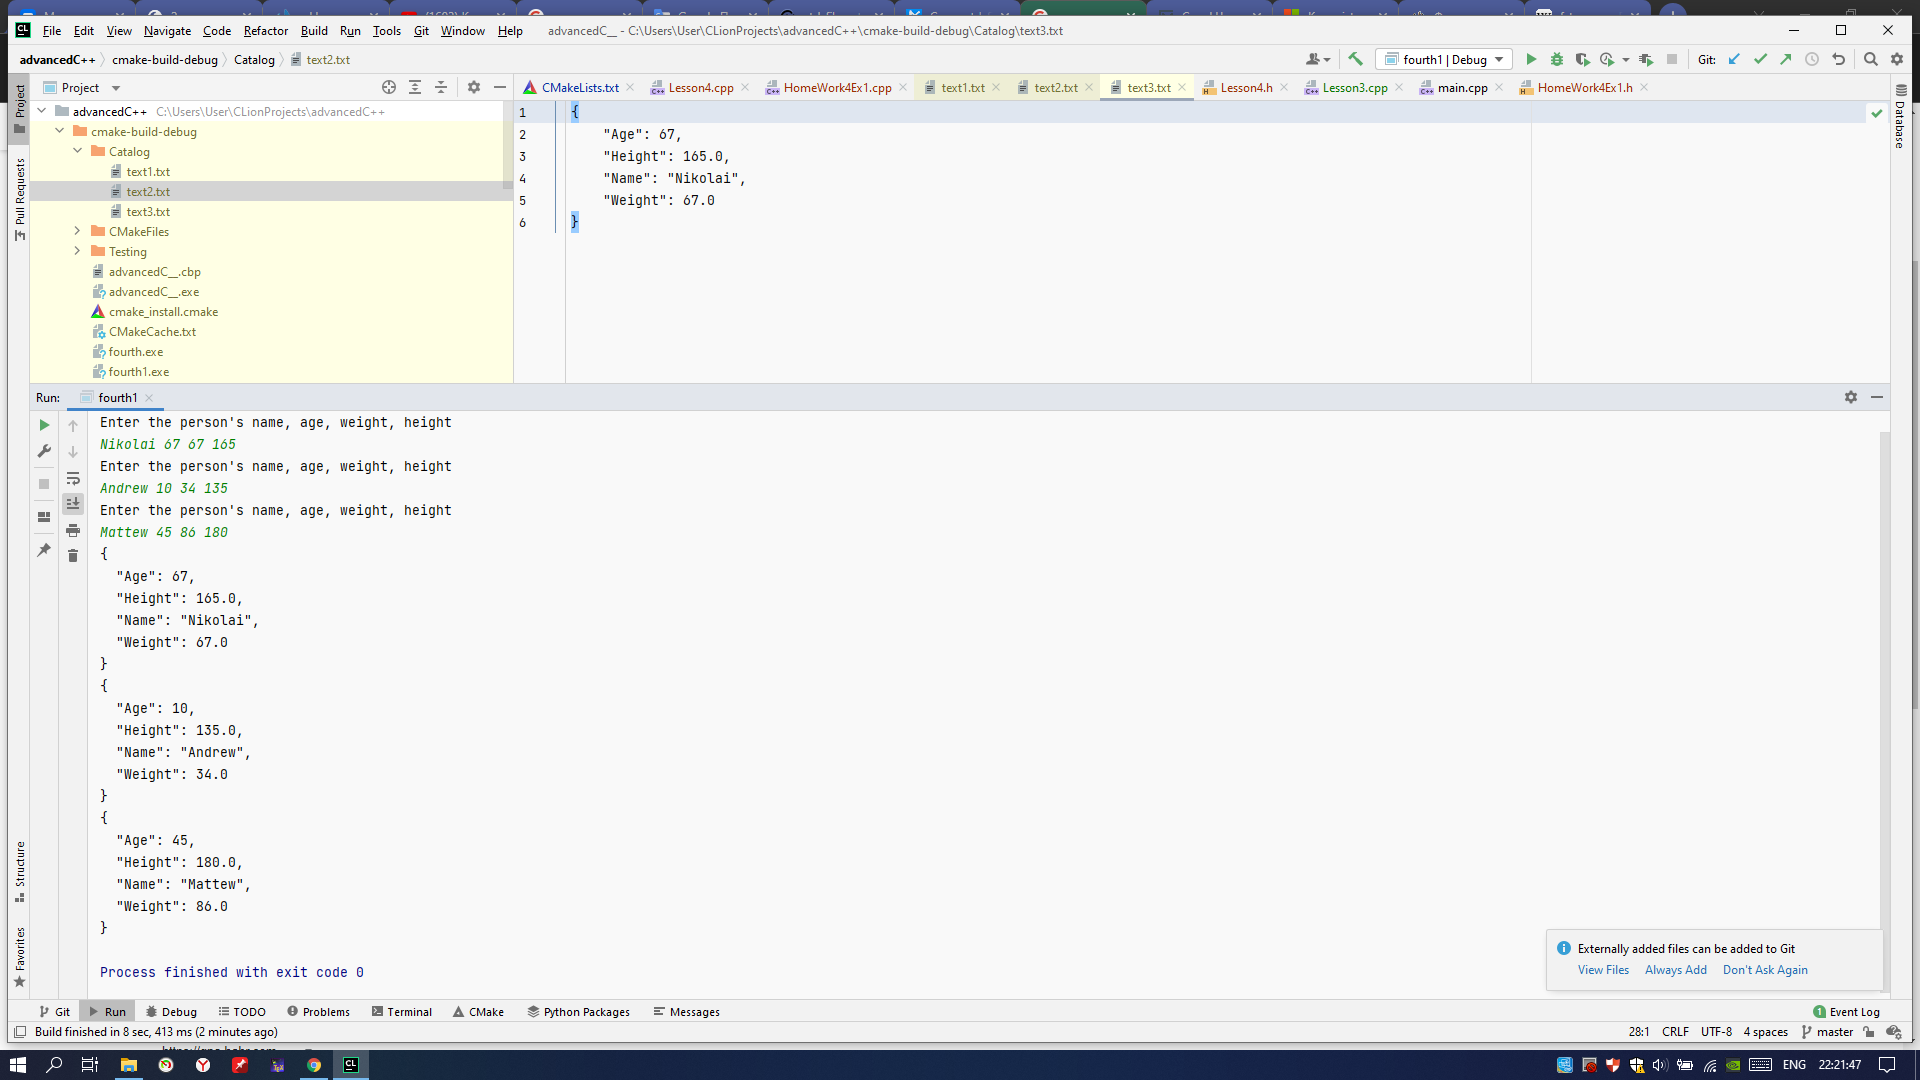 File Edit View Navigate Code Refactor Build Run Tools Git Window Help advancedC__ - C:\Users\User\CLionProjects\advancedC++\cmake-build-debug\Catalog\text3.txt
advancedC++ cmake-build-debug Catalog text2.txt
fourth1 | Debug
Git:
Project
CMakeLists.txt Lesson4.cpp HomeWork4Ex1.cpp text1.txt text2.txt text3.txt Lesson4.h Lesson3.cpp main.cpp HomeWork4Ex1.h
Project
Pull Requests
Structure
Favorites
Database
advancedC++ C:\Users\User\CLionProjects\advancedC++
cmake-build-debug
Catalog
text1.txt
text2.txt
text3.txt
CMakeFiles
Testing
advancedC__.cbp
advancedC__.exe
cmake_install.cmake
CMakeCache.txt
fourth.exe
fourth1.exe
1 {
2 "Age": 67,
3 "Height": 165.0,
4 "Name": "Nikolai",
5 "Weight": 67.0
6 }
Run: fourth1
Enter the person's name, age, weight, height
Nikolai 67 67 165
Enter the person's name, age, weight, height
Andrew 10 34 135
Enter the person's name, age, weight, height
Mattew 45 86 180
{
"Age": 67,
"Height": 165.0,
"Name": "Nikolai",
"Weight": 67.0
}
{
"Age": 10,
"Height": 135.0,
"Name": "Andrew",
"Weight": 34.0
}
{
"Age": 45,
"Height": 180.0,
"Name": "Mattew",
"Weight": 86.0
}
Process finished with exit code 0
Externally added files can be added to Git
View Files Always Add Don't Ask Again
Git Run Debug TODO Problems Terminal CMake Python Packages Messages
1 Event Log
Build finished in 8 sec, 413 ms (2 minutes ago)
28:1 CRLF UTF-8 4 spaces master
ENG 22:21:47